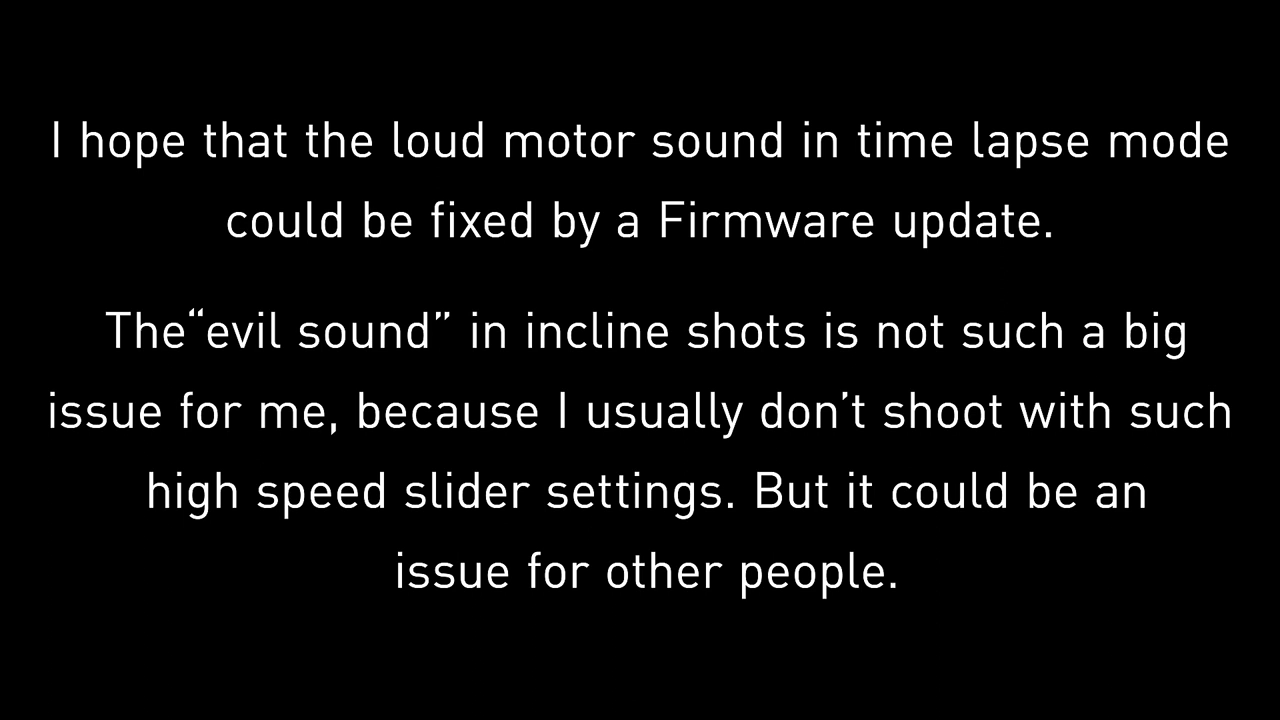 I hope that the loud motor sound in time lapse mode
could be fixed by a Firmware update.
The“evil sound” in incline shots is not such a big
issue for me, because I usually don’t shoot with such
high speed slider settings. But it could be an
issue for other people.